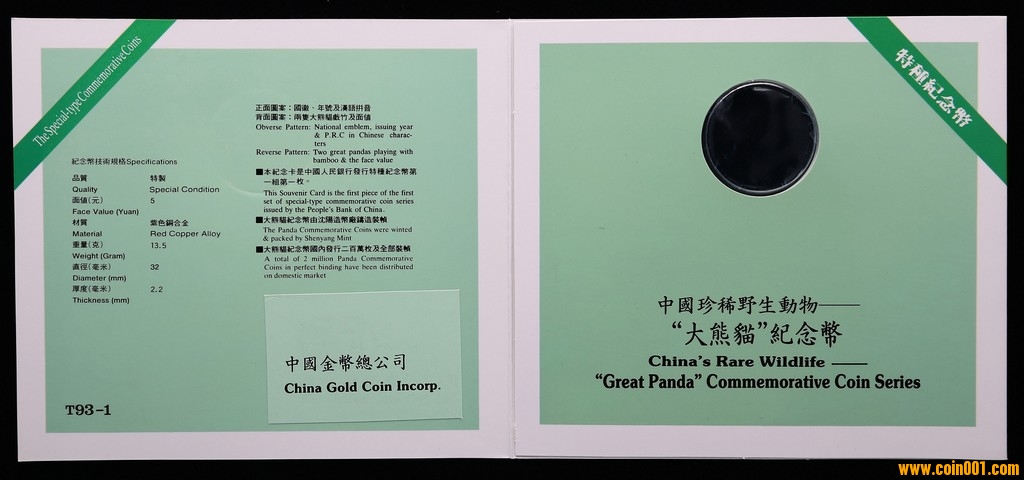 The Special-type Commemorative Coins
紀念幣技術規格Specifications
品質 特製
Quality Special Condition
面值(元) 5
Face Value (Yuan)
材質 紫色銅合金
Material Red Copper Alloy
重量(克) 13.5
Weight (Gram)
直徑(毫米) 32
Diameter (mm)
厚度(毫米) 2.2
Thickness (mm)
T93-1
正面圖案：國徽、年號及漢語拼音
背面圖案：兩隻大熊貓戲竹及面值
Obverse Pattern: National emblem, issuing year
& P.R.C in Chinese charac-
ters
Reverse Pattern: Two great pandas playing with
bamboo & the face value
■本紀念卡是中國人民銀行發行特種紀念幣第
一組第一枚。
This Souvenir Card is the first piece of the first
set of special-type commemorative coin series
issued by the People's Bank of China.
■大熊貓紀念幣由沈陽造幣廠鑄造裝幀
The Panda Commemorative Coins were winted
& packed by Shenyang Mint
■大熊貓紀念幣國內發行二百萬枚及全部裝幀
A total of 2 million Panda Commemorative
Coins in perfect binding have been distributed
on domestic market
中國金幣總公司
China Gold Coin Incorp.
特種紀念幣
中國珍稀野生動物——
“大熊貓”紀念幣
China's Rare Wildlife ——
“Great Panda” Commemorative Coin Series
www.coin001.com